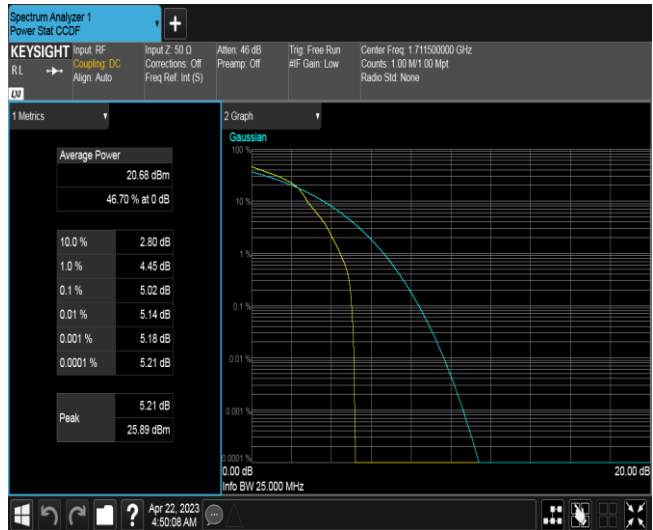 Spectrum Analyzer 1
Power Stat CCDF
+
KEYSIGHT
RL
LXI
Input: RF
Coupling: DC
Align: Auto
Input Z: 50 Ω
Corrections: Off
Freq Ref: Int (S)
Atten: 46 dB
Preamp: Off
Trig: Free Run
#IF Gain: Low
Center Freq: 1.711500000 GHz
Counts: 1.00 M/1.00 Mpt
Radio Std: None
1 Metrics
Average Power
20.68 dBm
46.70 % at 0 dB
10.0 % 2.80 dB
1.0 % 4.45 dB
0.1 % 5.02 dB
0.01 % 5.14 dB
0.001 % 5.18 dB
0.0001 % 5.21 dB
Peak
5.21 dB
25.89 dBm
2 Graph
Gaussian
100 %
10 %
1 %
0.1 %
0.01 %
0.001 %
0.0001 %
0.00 dB 20.00 dB
Info BW 25.000 MHz
?
Apr 22, 2023
4:50:08 AM